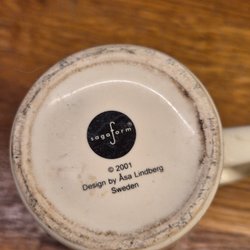 sagaform
© 2001
Design by Åsa Lindberg
Sweden